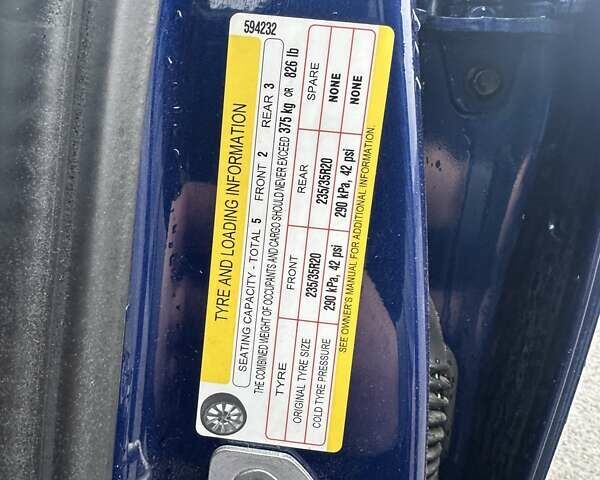 594232
TYRE AND LOADING INFORMATION
SEATING CAPACITY - TOTAL 5 FRONT 2 REAR 3
THE COMBINED WEIGHT OF OCCUPANTS AND CARGO SHOULD NEVER EXCEED 375 kg OR 826 lb
TYRE FRONT REAR SPARE
ORIGINAL TYRE SIZE 235/35R20 235/35R20 NONE
COLD TYRE PRESSURE 290 kPa, 42 psi 290 kPa, 42 psi NONE
SEE OWNER'S MANUAL FOR ADDITIONAL INFORMATION.